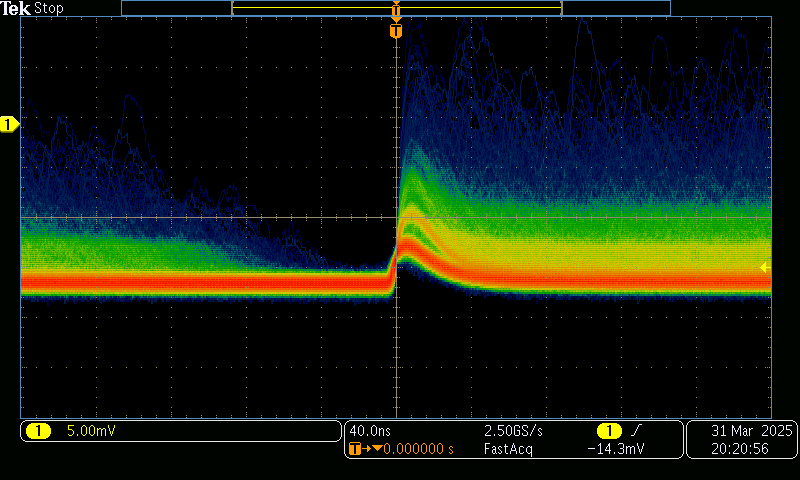 Tek Stop
T
1
1 5.00mV
40.0ns 2.50GS/s 1
T→▼0.000000 s FastAcq −14.3mV
31 Mar 2025
20:20:56